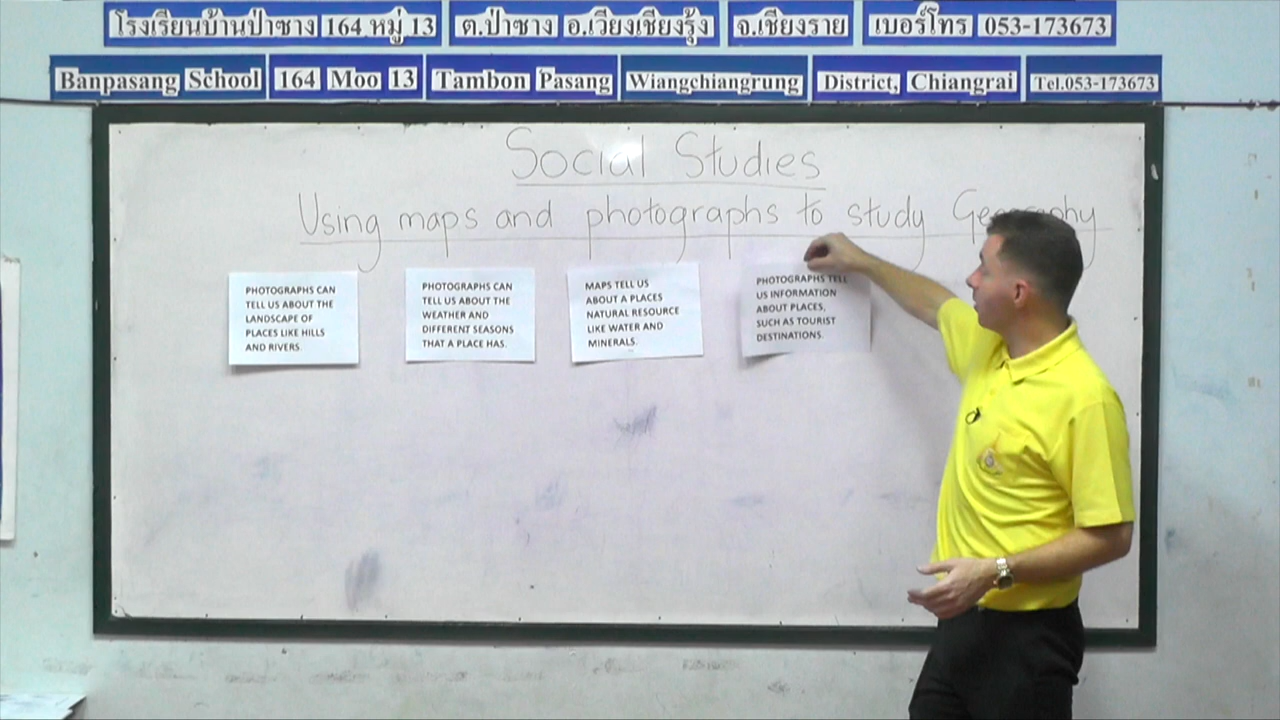 โรงเรียนบ้านป่าซาง 164 หมู่ 13 ต.ป่าซาง อ.เวียงเชียงรุ้ง จ.เชียงราย เบอร์โทร 053-173673
Banpasang School 164 Moo 13 Tambon Pasang Wiangchiangrung District, Chiangrai Tel.053-173673
Social Studies
Using maps and photographs to study Geography
PHOTOGRAPHS CAN
TELL US ABOUT THE
LANDSCAPE OF
PLACES LIKE HILLS
AND RIVERS.
PHOTOGRAPHS CAN
TELL US ABOUT THE
WEATHER AND
DIFFERENT SEASONS
THAT A PLACE HAS.
MAPS TELL US
ABOUT A PLACES
NATURAL RESOURCE
LIKE WATER AND
MINERALS.
PHOTOGRAPHS TELL
US INFORMATION
ABOUT PLACES,
SUCH AS TOURIST
DESTINATIONS.